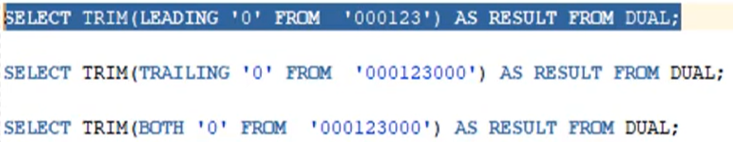 SELECT TRIM(LEADING '0' FROM  '000123') AS RESULT FROM DUAL;
SELECT TRIM(TRAILING '0' FROM  '000123000') AS RESULT FROM DUAL;
SELECT TRIM(BOTH '0' FROM  '000123000') AS RESULT FROM DUAL;